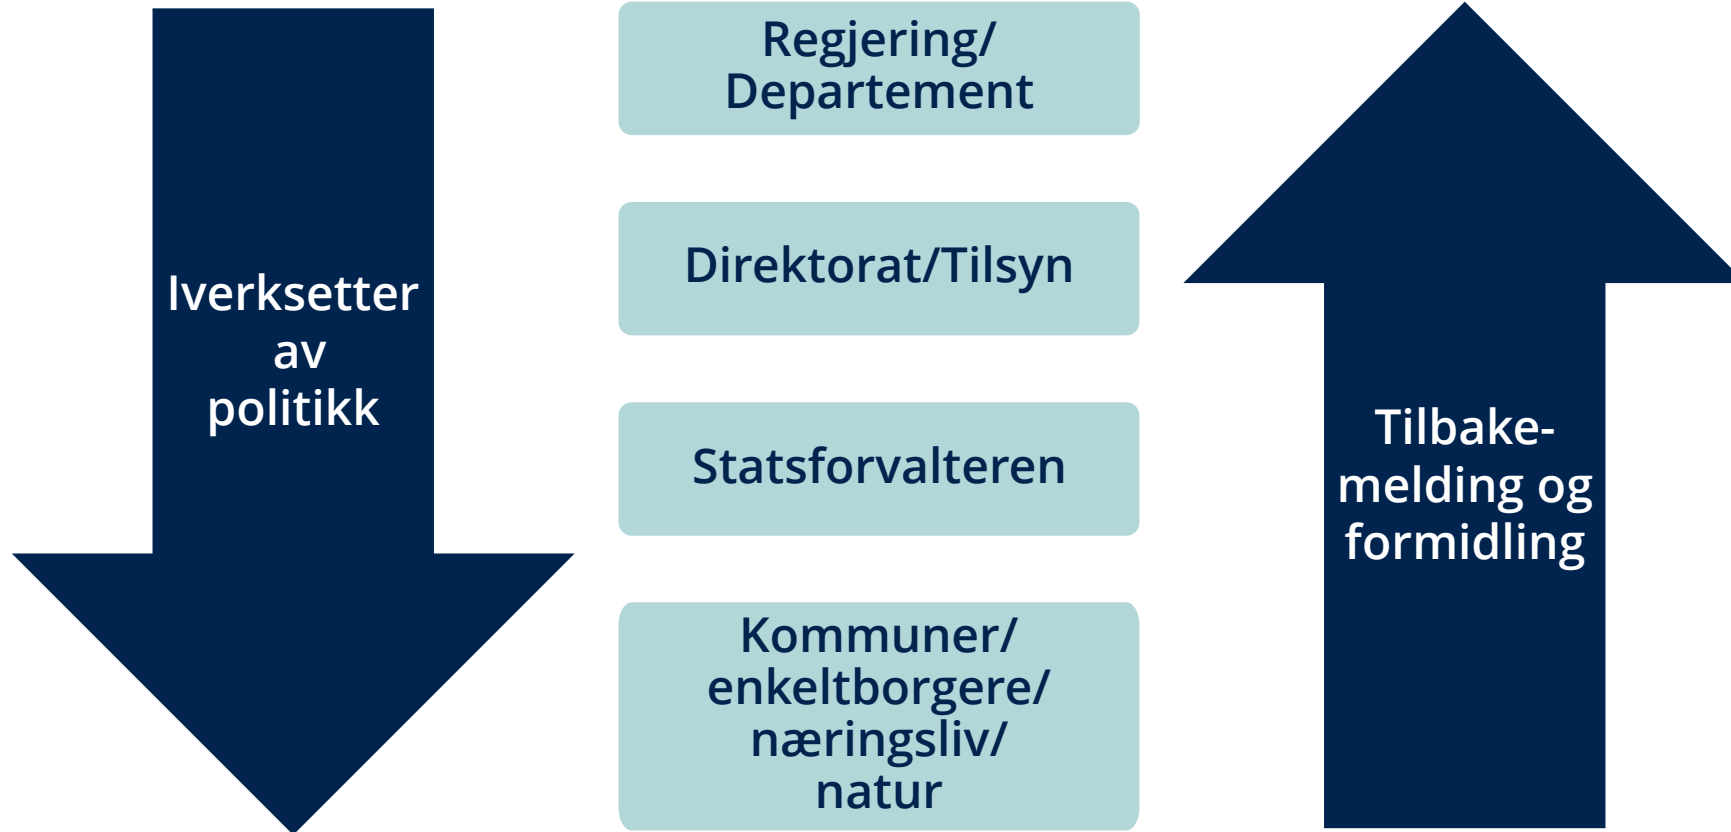 Iverksetter
av
politikk
Regjering/
Departement
Direktorat/Tilsyn
Statsforvalteren
Kommuner/
enkeltborgere/
næringsliv/
natur
Tilbake-
melding og
formidling